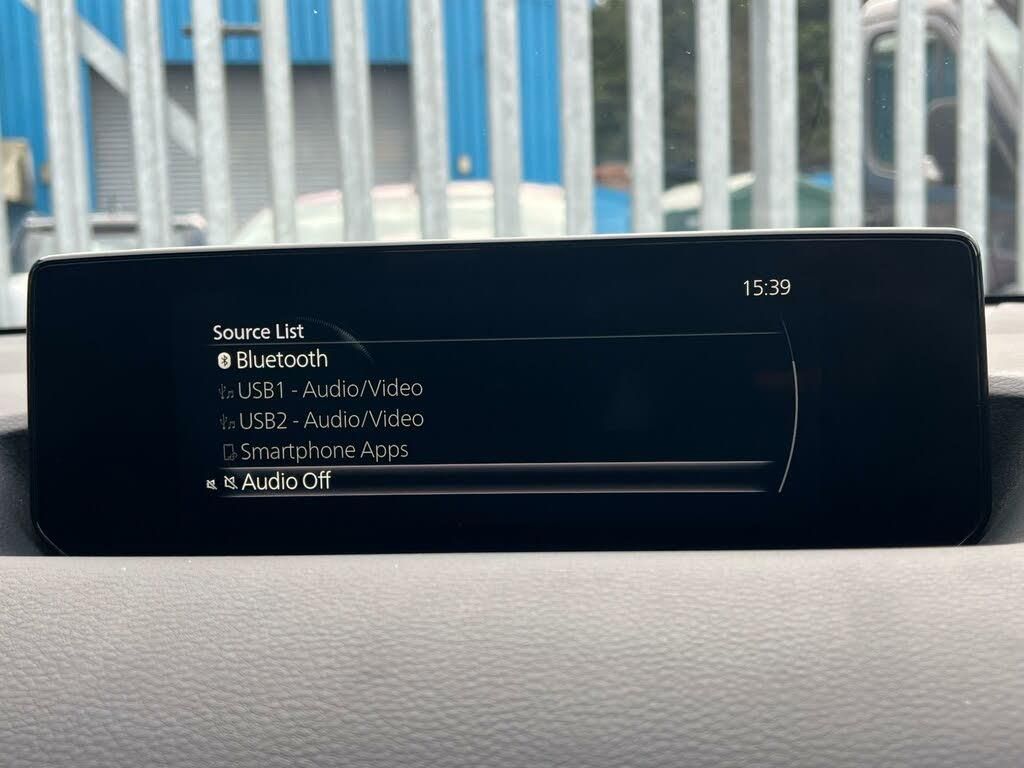 15:39
Source List
Bluetooth
USB1 - Audio/Video
USB2 - Audio/Video
Smartphone Apps
Audio Off